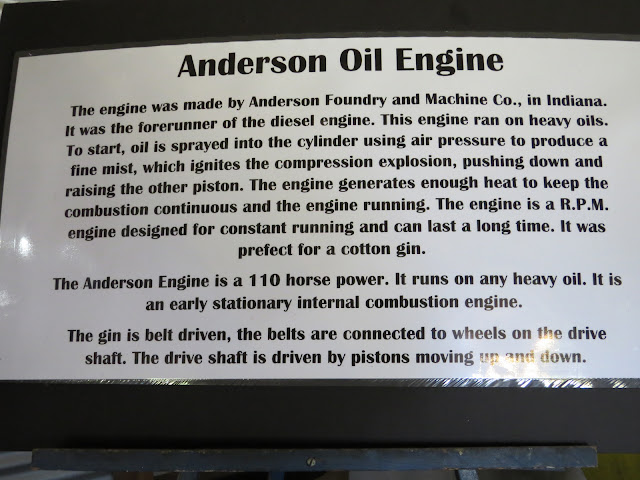 Anderson Oil Engine
The engine was made by Anderson Foundry and Machine Co., in Indiana.
It was the forerunner of the diesel engine. This engine ran on heavy oils.
To start, oil is sprayed into the cylinder using air pressure to produce a
fine mist, which ignites the compression explosion, pushing down and
raising the other piston. The engine generates enough heat to keep the
combustion continuous and the engine running. The engine is a R.P.M.
engine designed for constant running and can last a long time. It was
prefect for a cotton gin.
The Anderson Engine is a 110 horse power. It runs on any heavy oil. It is
an early stationary internal combustion engine.
The gin is belt driven, the belts are connected to wheels on the drive
shaft. The drive shaft is driven by pistons moving up and down.